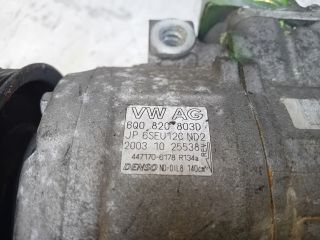 VW AG
6Q0 820 803D
JP 6SEU12C ND2
2003 10 25538
447170-6178 R134a
DENSO ND-OIL8 140cm³